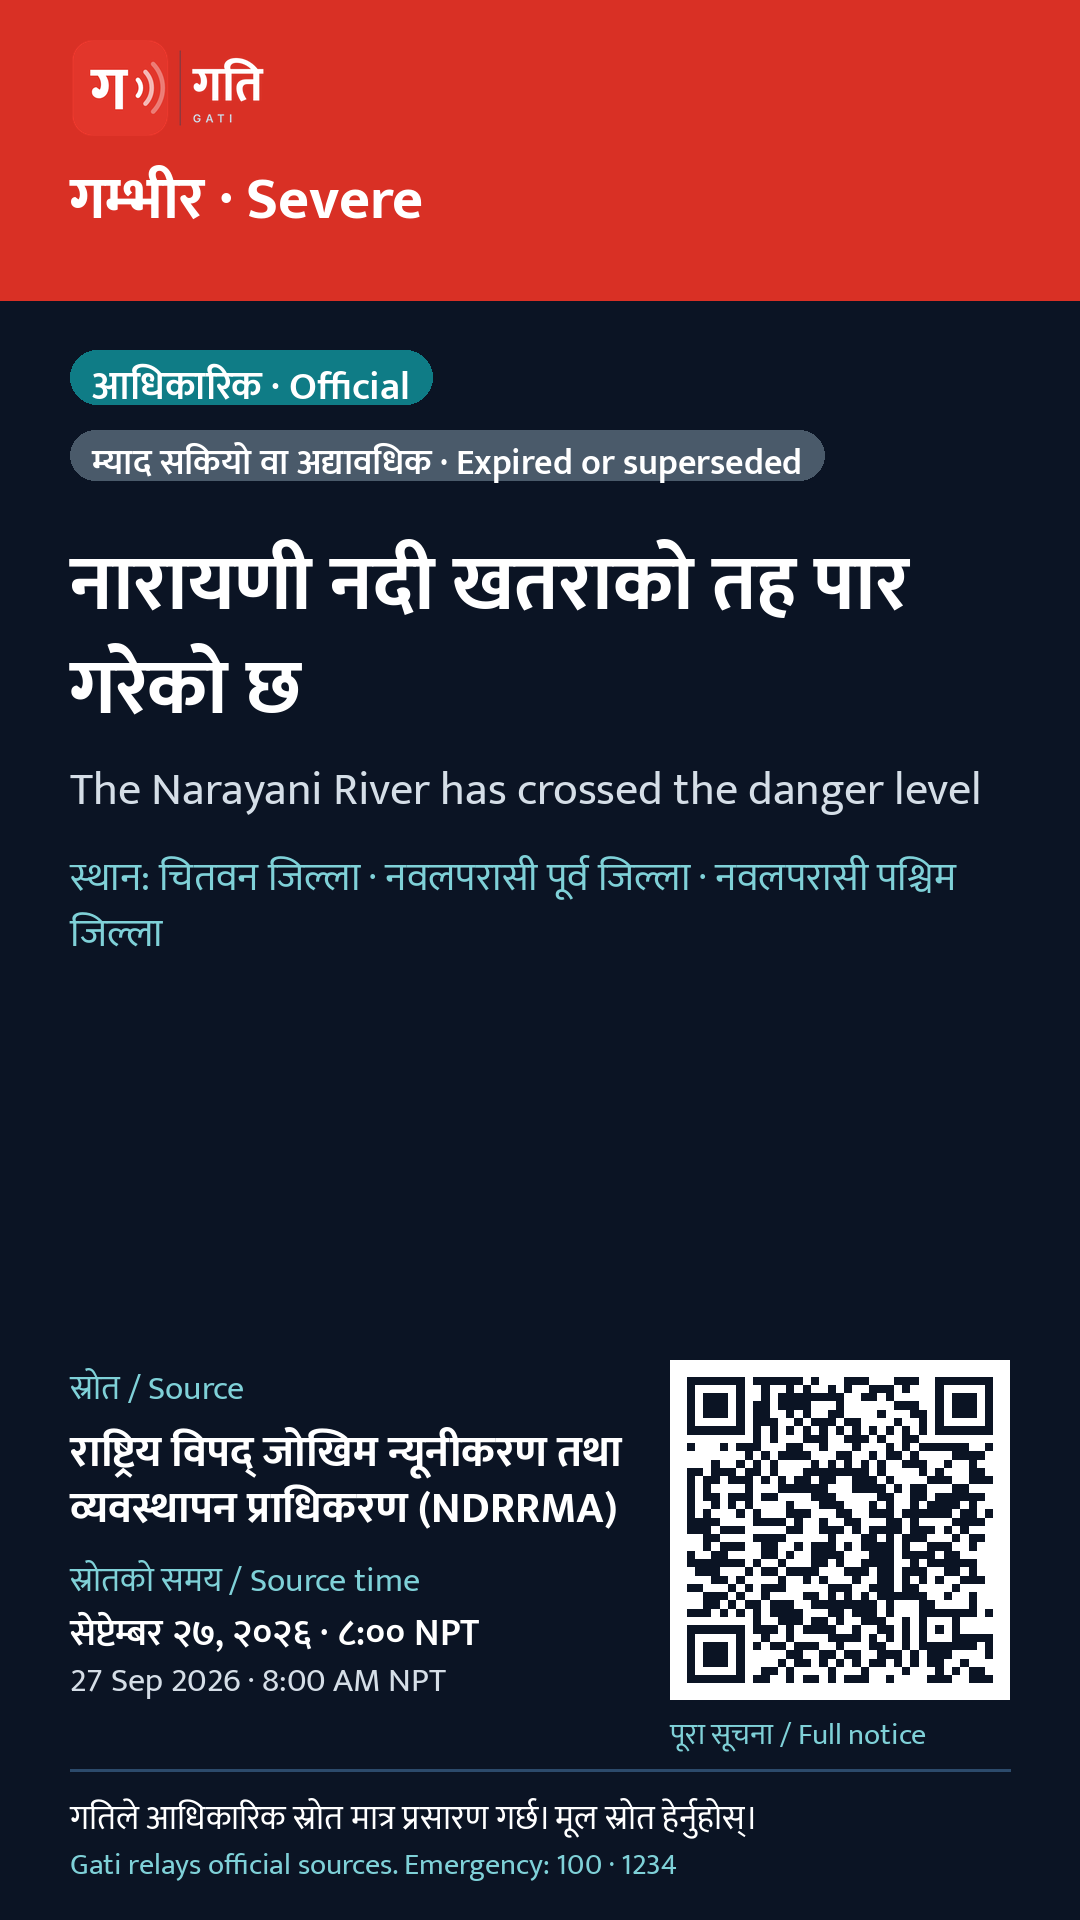 ग
गति
GATI
गम्भीर · Severe
आधिकारिक · Official
म्याद सकियो वा अद्यावधिक · Expired or superseded
नारायणी नदी खतराको तह पार
गरेको छ
The Narayani River has crossed the danger level
स्थान: चितवन जिल्ला · नवलपरासी पूर्व जिल्ला · नवलपरासी पश्चिम
जिल्ला
स्रोत / Source
राष्ट्रिय विपद् जोखिम न्यूनीकरण तथा
व्यवस्थापन प्राधिकरण (NDRRMA)
स्रोतको समय / Source time
सेप्टेम्बर २७, २०२६ · ८:०० NPT
27 Sep 2026 · 8:00 AM NPT
पूरा सूचना / Full notice
गतिले आधिकारिक स्रोत मात्र प्रसारण गर्छ। मूल स्रोत हेर्नुहोस्।
Gati relays official sources. Emergency: 100 · 1234